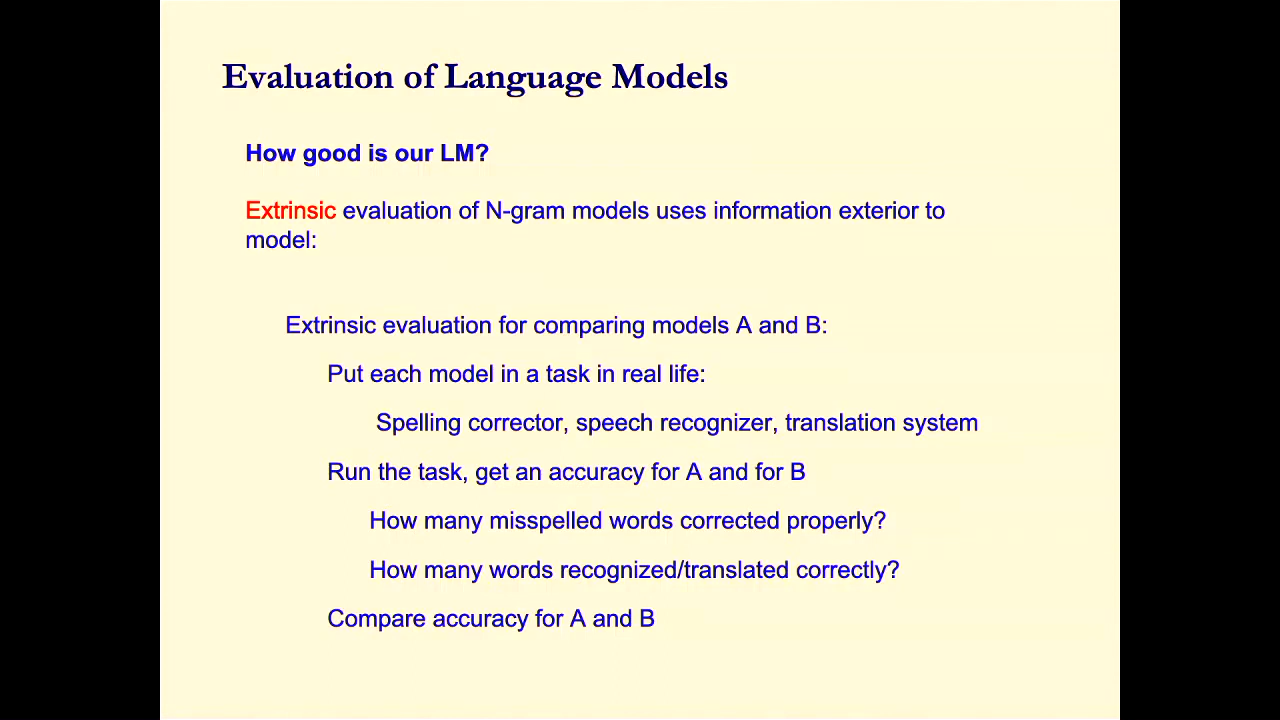 Evaluation of Language Models
How good is our LM?
Extrinsic evaluation of N-gram models uses information exterior to
model:
Extrinsic evaluation for comparing models A and B:
Put each model in a task in real life:
Spelling corrector, speech recognizer, translation system
Run the task, get an accuracy for A and for B
How many misspelled words corrected properly?
How many words recognized/translated correctly?
Compare accuracy for A and B